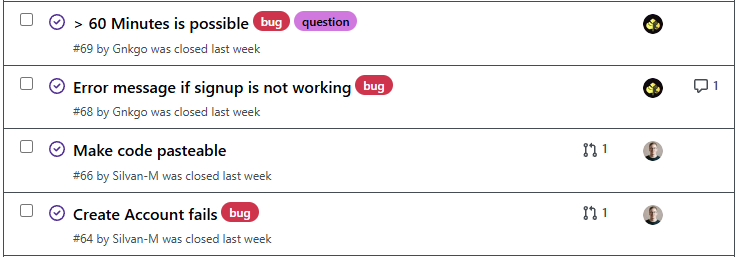 > 60 Minutes is possible bug question
#69 by Gnkgo was closed last week
Error message if signup is not working bug 1
#68 by Gnkgo was closed last week
Make code pasteable 1
#66 by Silvan-M was closed last week
Create Account fails bug 1
#64 by Silvan-M was closed last week